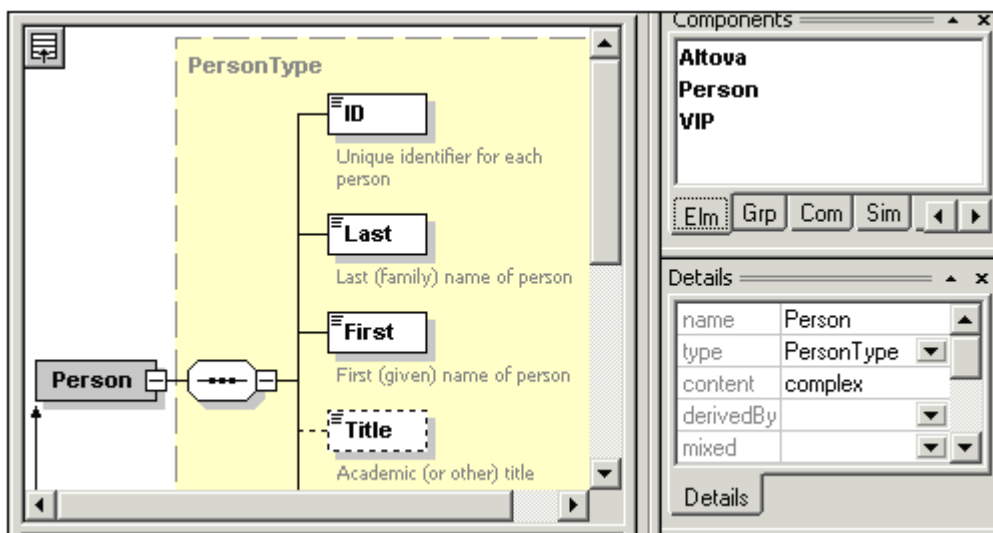 PersonType
ID
Unique identifier for each
person
Last
Last (family) name of person
First
First (given) name of person
Person
Title
Academic (or other) title
Components
Altova
Person
VIP
Elm Grp Com Sim
Details
name Person
type PersonType
content complex
derivedBy
mixed
Details